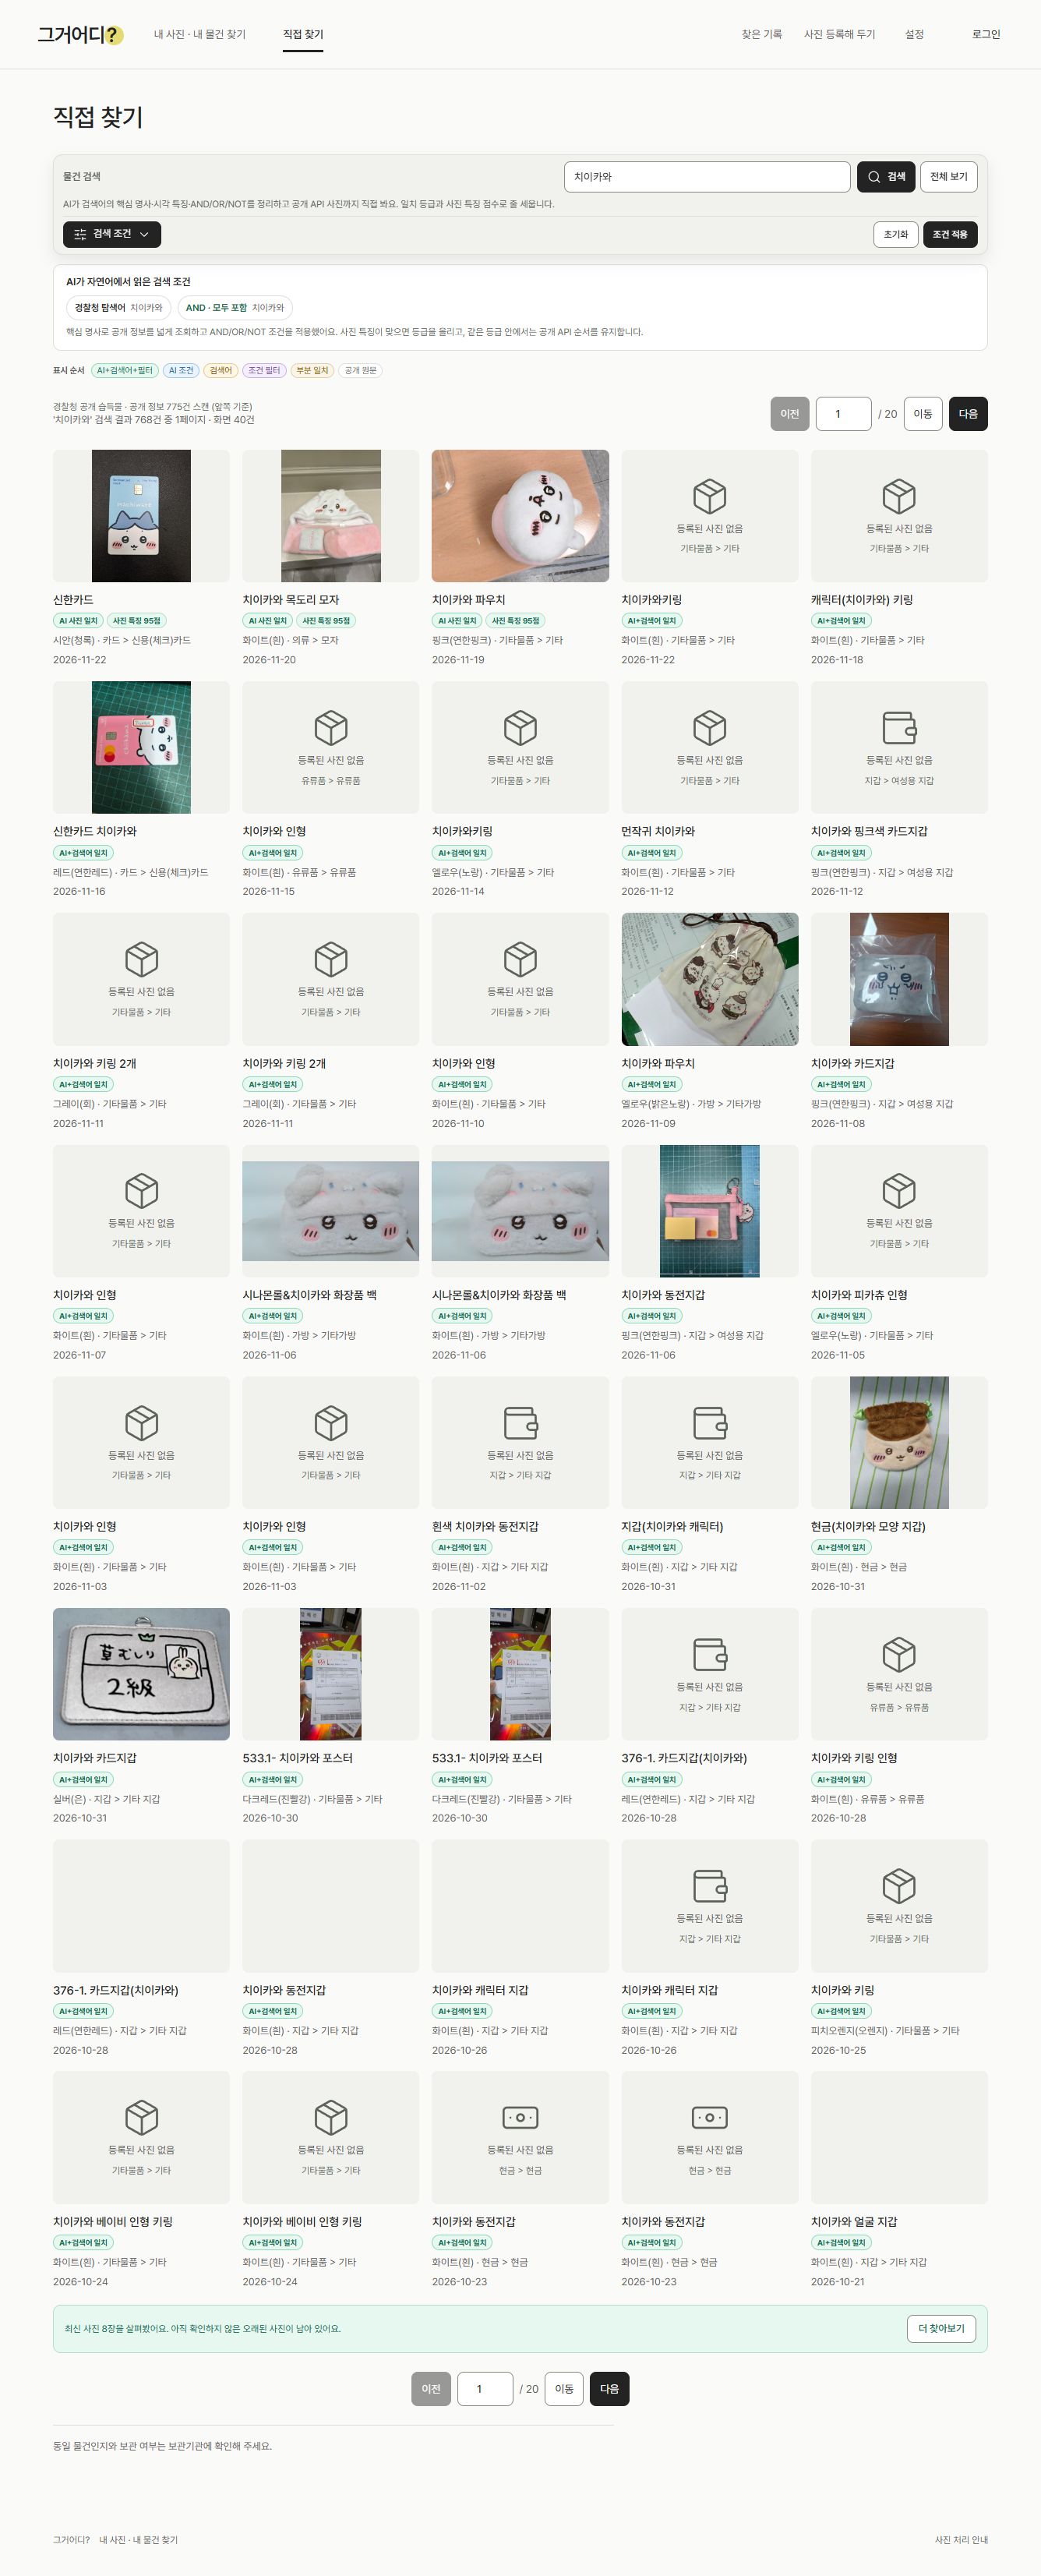 그거어디?
내 사진 · 내 물건 찾기
직접 찾기
찾은 기록
사진 등록해 두기
설정
로그인
직접 찾기
물건 검색
치이카와
검색
전체 보기
AI가 검색어의 핵심 명사·시각 특징·AND/OR/NOT를 정리하고 공개 API 사진까지 직접 봐요. 일치 등급과 사진 특징 점수로 줄 세웁니다.
검색 조건
초기화
조건 적용
AI가 자연어에서 읽은 검색 조건
경찰청 탐색어 치이카와
AND · 모두 포함 치이카와
핵심 명사로 공개 정보를 넓게 조회하고 AND/OR/NOT 조건을 적용했어요. 사진 특징이 맞으면 등급을 올리고, 같은 등급 안에서는 공개 API 순서를 유지합니다.
표시 순서
AI+검색어+필터
AI 조건
검색어
조건 필터
부분 일치
공개 원문
경찰청 공개 습득물 · 공개 정보 775건 스캔 (앞쪽 기준)
'치이카와' 검색 결과 768건 중 1페이지 · 화면 40건
이전
1
/ 20
이동
다음
신한카드
AI 사진 일치
사진 특징 95점
시안(청록) · 카드 > 신용(체크)카드
2026-11-22
치이카와 목도리 모자
AI 사진 일치
사진 특징 95점
화이트(흰) · 의류 > 모자
2026-11-20
치이카와 파우치
AI 사진 일치
사진 특징 95점
핑크(연한핑크) · 기타물품 > 기타
2026-11-19
등록된 사진 없음
기타물품 > 기타
치이카와키링
AI+검색어 일치
화이트(흰) · 기타물품 > 기타
2026-11-22
등록된 사진 없음
기타물품 > 기타
캐릭터(치이카와) 키링
AI+검색어 일치
화이트(흰) · 기타물품 > 기타
2026-11-18
신한카드 치이카와
AI+검색어 일치
레드(연한레드) · 카드 > 신용(체크)카드
2026-11-16
등록된 사진 없음
유류품 > 유류품
치이카와 인형
AI+검색어 일치
화이트(흰) · 유류품 > 유류품
2026-11-15
등록된 사진 없음
기타물품 > 기타
치이카와키링
AI+검색어 일치
옐로우(노랑) · 기타물품 > 기타
2026-11-14
등록된 사진 없음
기타물품 > 기타
먼작귀 치이카와
AI+검색어 일치
화이트(흰) · 기타물품 > 기타
2026-11-12
등록된 사진 없음
지갑 > 여성용 지갑
치이카와 핑크색 카드지갑
AI+검색어 일치
핑크(연한핑크) · 지갑 > 여성용 지갑
2026-11-12
등록된 사진 없음
기타물품 > 기타
치이카와 키링 2개
AI+검색어 일치
그레이(회) · 기타물품 > 기타
2026-11-11
등록된 사진 없음
기타물품 > 기타
치이카와 키링 2개
AI+검색어 일치
그레이(회) · 기타물품 > 기타
2026-11-11
등록된 사진 없음
기타물품 > 기타
치이카와 인형
AI+검색어 일치
화이트(흰) · 기타물품 > 기타
2026-11-10
치이카와 파우치
AI+검색어 일치
옐로우(밝은노랑) · 가방 > 기타가방
2026-11-09
치이카와 카드지갑
AI+검색어 일치
핑크(연한핑크) · 지갑 > 여성용 지갑
2026-11-08
등록된 사진 없음
기타물품 > 기타
치이카와 인형
AI+검색어 일치
화이트(흰) · 기타물품 > 기타
2026-11-07
시나몬롤&치이카와 화장품 백
AI+검색어 일치
화이트(흰) · 가방 > 기타가방
2026-11-06
시나몬롤&치이카와 화장품 백
AI+검색어 일치
화이트(흰) · 가방 > 기타가방
2026-11-06
치이카와 동전지갑
AI+검색어 일치
핑크(연한핑크) · 지갑 > 여성용 지갑
2026-11-06
등록된 사진 없음
기타물품 > 기타
치이카와 피카츄 인형
AI+검색어 일치
옐로우(노랑) · 기타물품 > 기타
2026-11-05
등록된 사진 없음
기타물품 > 기타
치이카와 인형
AI+검색어 일치
화이트(흰) · 기타물품 > 기타
2026-11-03
등록된 사진 없음
기타물품 > 기타
치이카와 인형
AI+검색어 일치
화이트(흰) · 기타물품 > 기타
2026-11-03
등록된 사진 없음
지갑 > 기타 지갑
흰색 치이카와 동전지갑
AI+검색어 일치
화이트(흰) · 지갑 > 기타 지갑
2026-11-02
등록된 사진 없음
지갑 > 기타 지갑
지갑(치이카와 캐릭터)
AI+검색어 일치
화이트(흰) · 지갑 > 기타 지갑
2026-10-31
현금(치이카와 모양 지갑)
AI+검색어 일치
화이트(흰) · 현금 > 현금
2026-10-31
草むしり
2級
치이카와 카드지갑
AI+검색어 일치
실버(은) · 지갑 > 기타 지갑
2026-10-31
533.1- 치이카와 포스터
AI+검색어 일치
다크레드(진빨강) · 기타물품 > 기타
2026-10-30
533.1- 치이카와 포스터
AI+검색어 일치
다크레드(진빨강) · 기타물품 > 기타
2026-10-30
등록된 사진 없음
지갑 > 기타 지갑
376-1. 카드지갑(치이카와)
AI+검색어 일치
레드(연한레드) · 지갑 > 기타 지갑
2026-10-28
등록된 사진 없음
유류품 > 유류품
치이카와 키링 인형
AI+검색어 일치
화이트(흰) · 유류품 > 유류품
2026-10-28
376-1. 카드지갑(치이카와)
AI+검색어 일치
레드(연한레드) · 지갑 > 기타 지갑
2026-10-28
치이카와 동전지갑
AI+검색어 일치
화이트(흰) · 지갑 > 기타 지갑
2026-10-28
치이카와 캐릭터 지갑
AI+검색어 일치
화이트(흰) · 지갑 > 기타 지갑
2026-10-26
등록된 사진 없음
지갑 > 기타 지갑
치이카와 캐릭터 지갑
AI+검색어 일치
화이트(흰) · 지갑 > 기타 지갑
2026-10-26
등록된 사진 없음
기타물품 > 기타
치이카와 키링
AI+검색어 일치
피치오렌지(오렌지) · 기타물품 > 기타
2026-10-25
등록된 사진 없음
기타물품 > 기타
치이카와 베이비 인형 키링
AI+검색어 일치
화이트(흰) · 기타물품 > 기타
2026-10-24
등록된 사진 없음
기타물품 > 기타
치이카와 베이비 인형 키링
AI+검색어 일치
화이트(흰) · 기타물품 > 기타
2026-10-24
등록된 사진 없음
현금 > 현금
치이카와 동전지갑
AI+검색어 일치
화이트(흰) · 현금 > 현금
2026-10-23
등록된 사진 없음
현금 > 현금
치이카와 동전지갑
AI+검색어 일치
화이트(흰) · 현금 > 현금
2026-10-23
치이카와 얼굴 지갑
AI+검색어 일치
화이트(흰) · 지갑 > 기타 지갑
2026-10-21
최신 사진 8장을 살펴봤어요. 아직 확인하지 않은 오래된 사진이 남아 있어요.
더 찾아보기
이전
1
/ 20
이동
다음
동일 물건인지와 보관 여부는 보관기관에 확인해 주세요.
그거어디?
내 사진 · 내 물건 찾기
사진 처리 안내